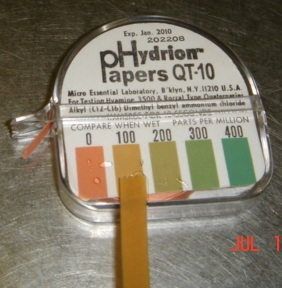 Exp. Jan. 2010
202206
pHydrion
Papers QT-10
Micro Essential Laboratory, B'klyn, N.Y. 11210 U.S.A.
For Testing Hyamine 3500 & Roccal Type Quaternaries
Alkyl (C12-C16) Dimethyl benzyl ammonium chloride
COMPARE WHEN WET PARTS PER MILLION
0 100 200 300 400
JUL 1